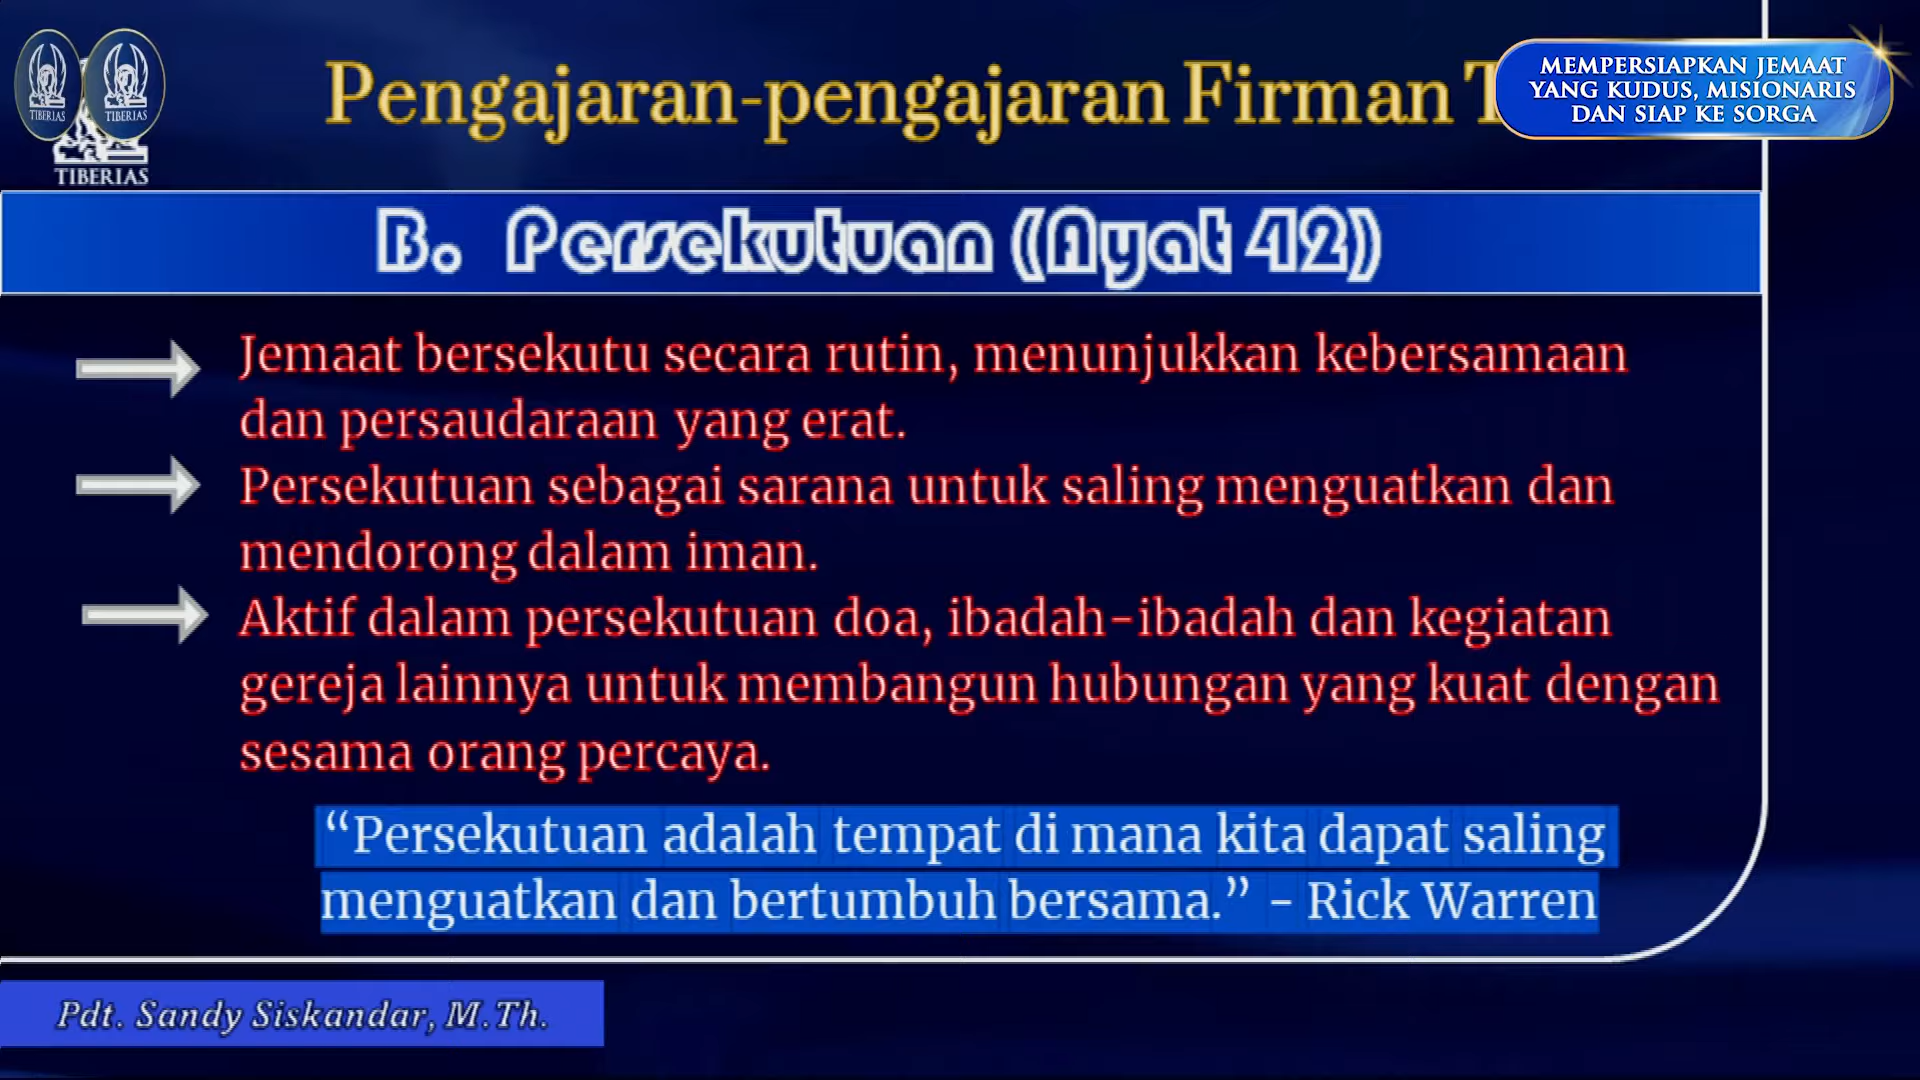 TIBERIAS
TIBERIAS
TIBERIAS
Pengajaran-pengajaran Firman
MEMPERSIAPKAN JEMAAT
YANG KUDUS, MISIONARIS
DAN SIAP KE SORGA
B. Persekutuan (Ayat 42)
Jemaat bersekutu secara rutin, menunjukkan kebersamaan
dan persaudaraan yang erat.
Persekutuan sebagai sarana untuk saling menguatkan dan
mendorong dalam iman.
Aktif dalam persekutuan doa, ibadah-ibadah dan kegiatan
gereja lainnya untuk membangun hubungan yang kuat dengan
sesama orang percaya.
“Persekutuan adalah tempat di mana kita dapat saling
menguatkan dan bertumbuh bersama.” - Rick Warren
Pdt. Sandy Siskandar, M.Th.